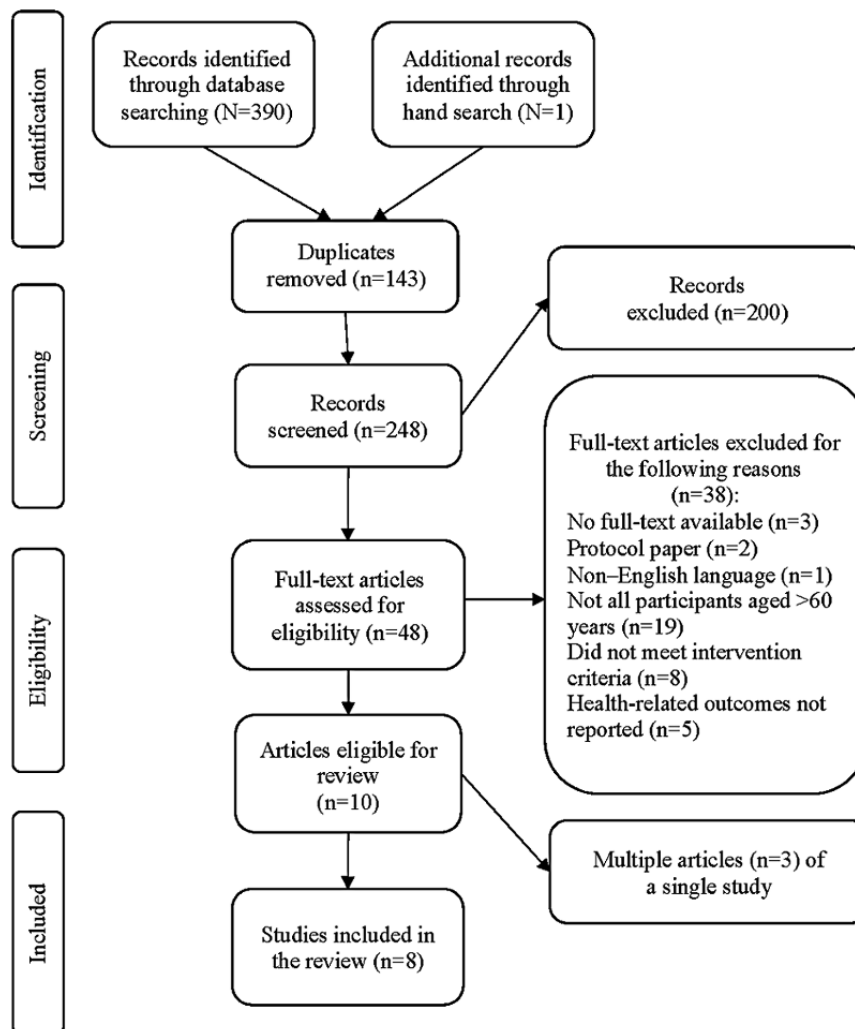 Identification
Records identified
through database
searching (N=390)
Additional records
identified through
hand search (N=1)
Duplicates
removed (n=143)
Screening
Records
excluded (n=200)
Records
screened (n=248)
Eligibility
Full-text articles
assessed for
eligibility (n=48)
Full-text articles excluded for
the following reasons
(n=38):
No full-text available (n=3)
Protocol paper (n=2)
Non–English language (n=1)
Not all participants aged >60
years (n=19)
Did not meet intervention
criteria (n=8)
Health-related outcomes not
reported (n=5)
Articles eligible for
review
(n=10)
Included
Multiple articles (n=3) of
a single study
Studies included in
the review (n=8)